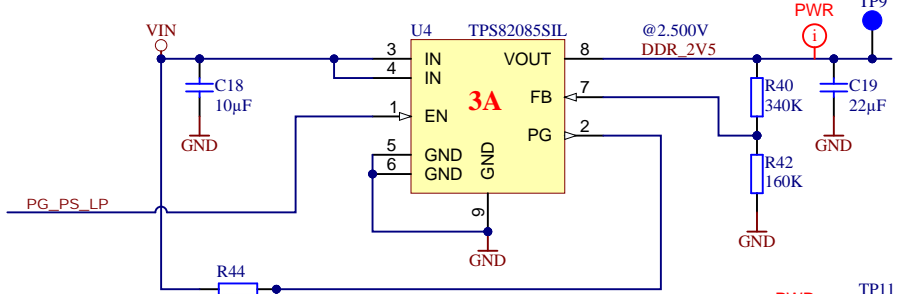 PWR
TP9
VIN
U4
TPS82085SIL
@2.500V
DDR_2V5
3
IN
VOUT
8
4
IN
C18
10µF
GND
1
EN
3A
FB
7
R40
340K
C19
22µF
GND
PG
2
5
GND
6
GND
GND
R42
160K
PG_PS_LP
9
GND
GND
R44
PWR
TP11